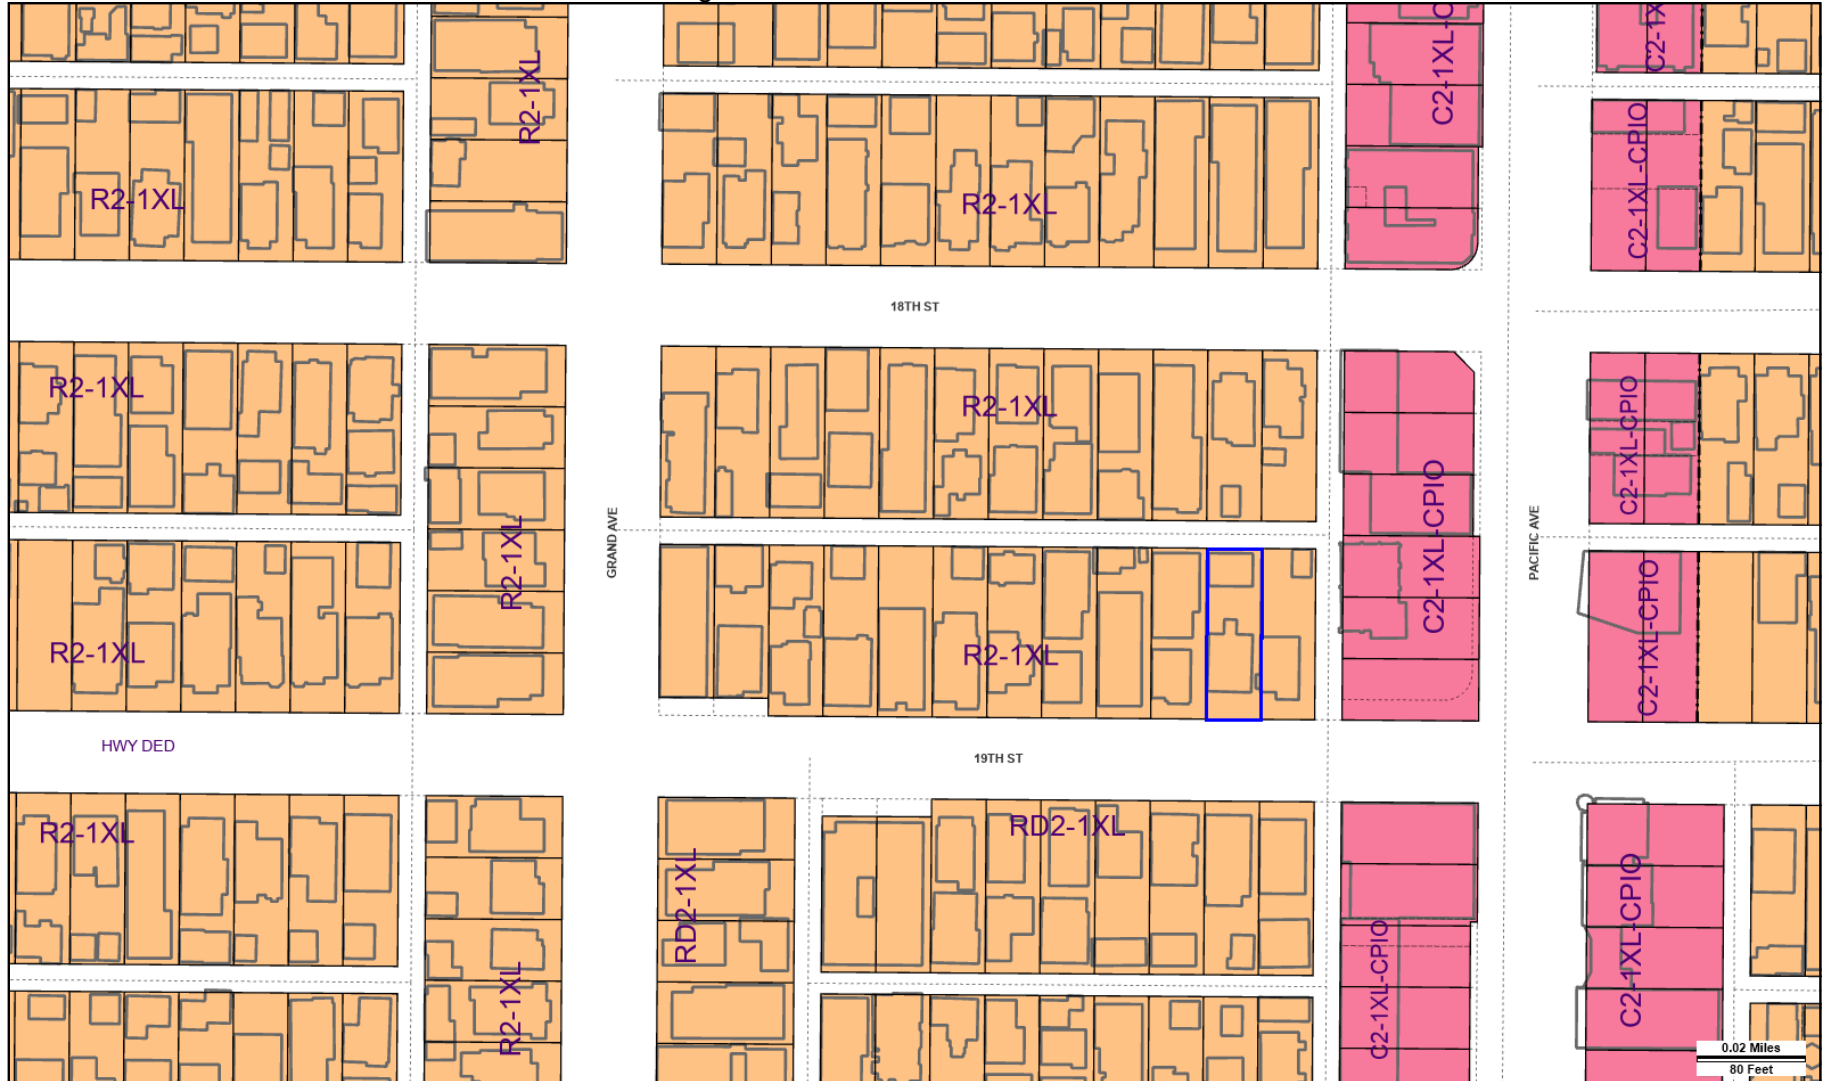 C2-1XL-C
C2-1X
R2-1XL
C2-1XL-CPIO
R2-1XL
R2-1XL
18TH ST
R2-1XL
R2-1XL
C2-1XL-CPIO
C2-1XL-CPIO
GRAND AVE
PACIFIC AVE
R2-1XL
R2-1XL
R2-1XL
C2-1XL-CPIO
HWY DED
19TH ST
R2-1XL
RD2-1XL
RD2-1XL
C2-1XL-CPIO
C2-1XL-CPIO
R2-1XL
0.02 Miles
80 Feet